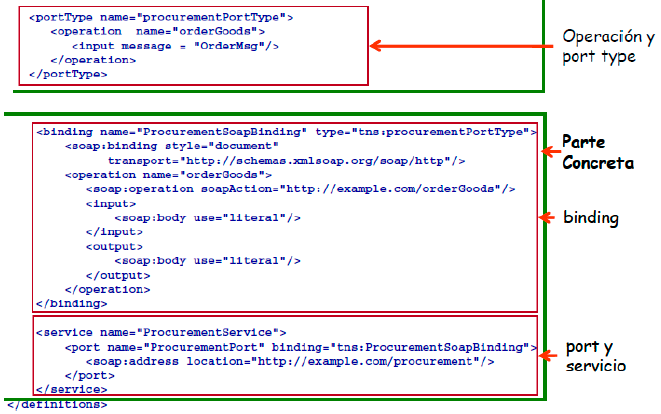 <portType name="procurementPortType">
<operation name="orderGoods">
<input message = "OrderMsg"/>
</operation>
</portType>
Operación y
port type
<binding name="ProcurementSoapBinding" type="tns:procurementPortType">
<soap:binding style="document"
transport="http://schemas.xmlsoap.org/soap/http"/>
<operation name="orderGoods">
<soap:operation soapAction="http://example.com/orderGoods"/>
<input>
<soap:body use="literal"/>
</input>
<output>
<soap:body use="literal"/>
</output>
</operation>
</binding>
Parte
Concreta
binding
<service name="ProcurementService">
<port name="ProcurementPort" binding="tns:ProcurementSoapBinding">
<soap:address location="http://example.com/procurement"/>
</port>
</service>
port y
servicio
</definitions>